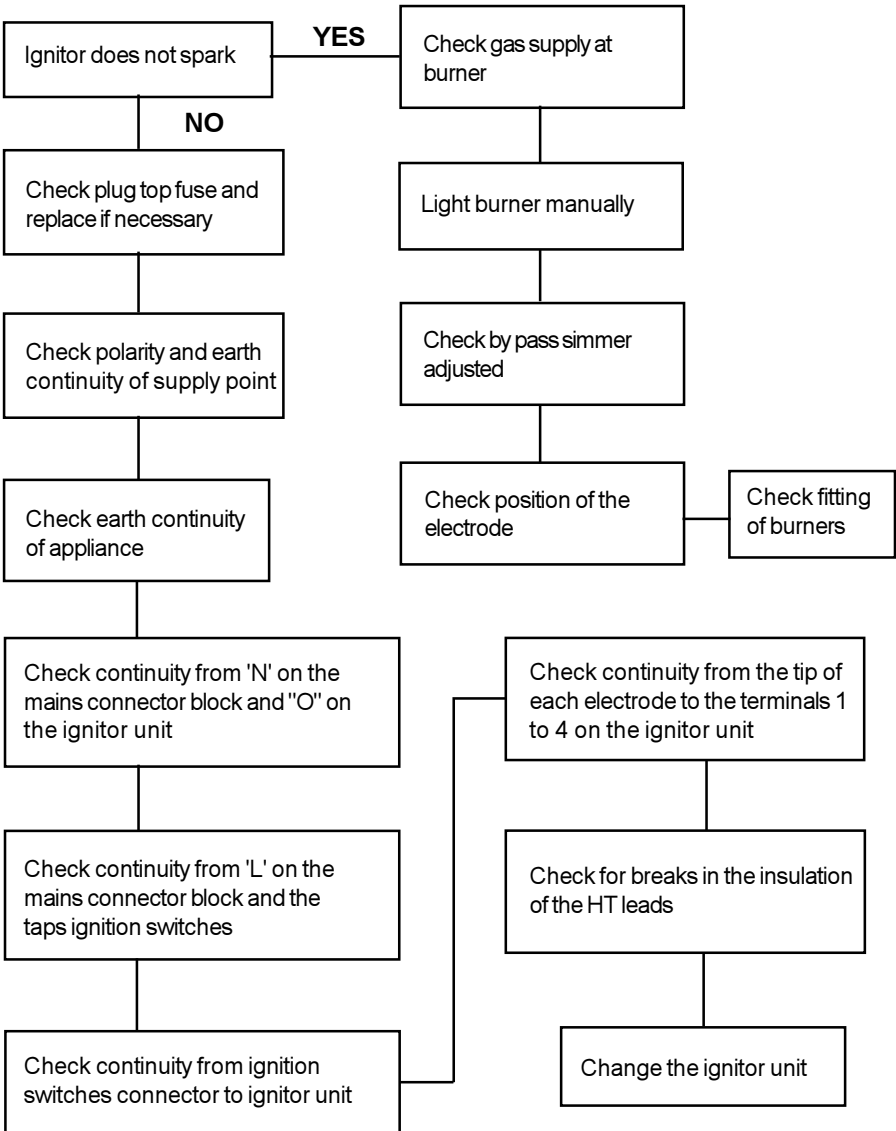 Ignitor does not spark
YES
Check gas supply at
burner
NO
Check plug top fuse and
replace if necessary
Light burner manually
Check polarity and earth
continuity of supply point
Check by pass simmer
adjusted
Check earth continuity
of appliance
Check position of the
electrode
Check fitting
of burners
Check continuity from 'N' on the
mains connector block and "O" on
the ignitor unit
Check continuity from 'L' on the
mains connector block and the
taps ignition switches
Check continuity from ignition
switches connector to ignitor unit
Check continuity from the tip of
each electrode to the terminals 1
to 4 on the ignitor unit
Check for breaks in the insulation
of the HT leads
Change the ignitor unit